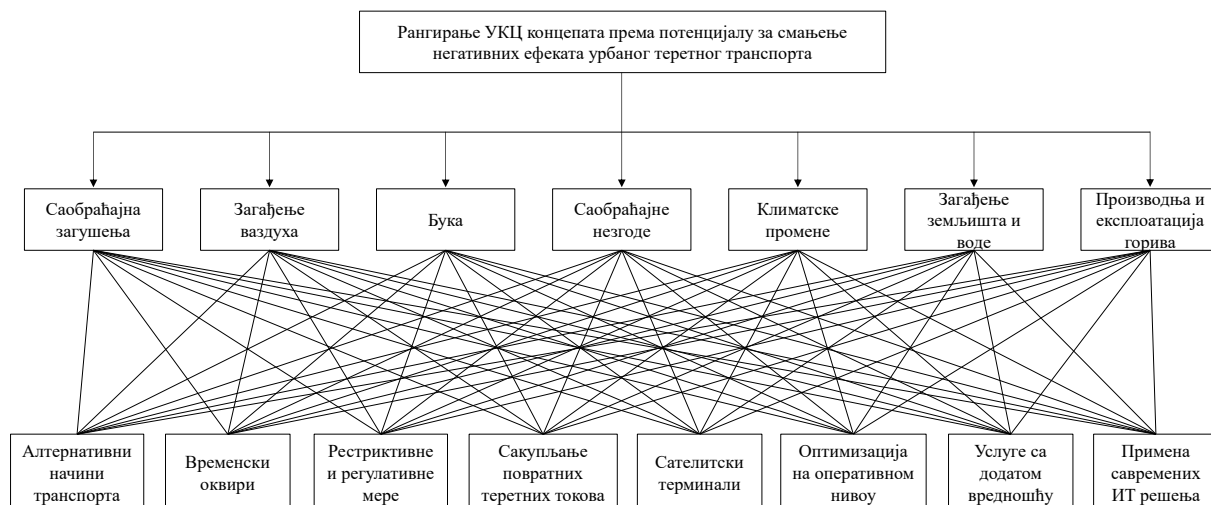 Рангирање УКЦ концепата према потенцијалу за смањење
негативних ефеката урбаног теретног транспорта
Саобраћајна
загушења
Загађење
ваздуха
Бука
Саобраћајне
незгоде
Климатске
промене
Загађење
земљишта и
воде
Производња и
експлоатација
горива
Алтернативни
начини
транспорта
Временски
оквири
Рестриктивне
и регулативне
мере
Сакупљање
повратних
теретних токова
Сателитски
терминали
Оптимизација
на оперативном
нивоу
Услуге са
додатом
вредношћу
Примена
савремених
ИТ решења